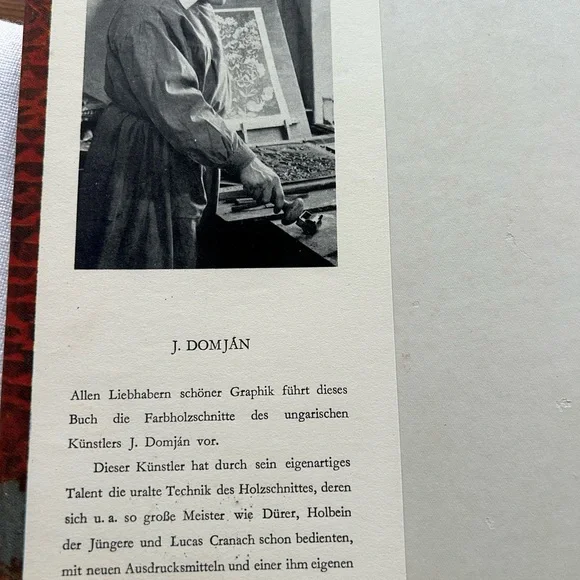 J. DOMJÁN
Allen Liebhabern schöner Graphik führt dieses
Buch die Farbholzschnitte des ungarischen
Künstlers J. Domján vor.
Dieser Künstler hat durch sein eigenartiges
Talent die uralte Technik des Holzschnittes, deren
sich u. a. so große Meister wie Dürer, Holbein
der Jüngere und Lucas Cranach schon bedienten,
mit neuen Ausdrucksmitteln und einer ihm eigenen